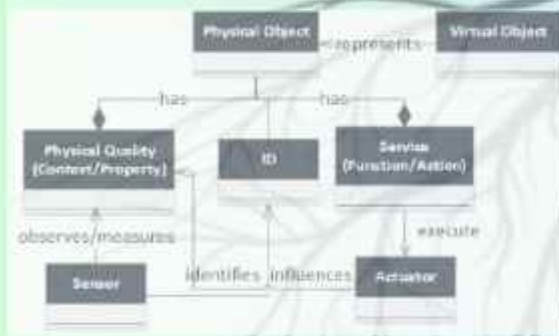 Physical Object
Virtual Object
represents
has
has
Physical Quality
(Context/Property)
ID
Service
(Function/Action)
observes/measures
execute
identifies
influences
Sensor
Actuator